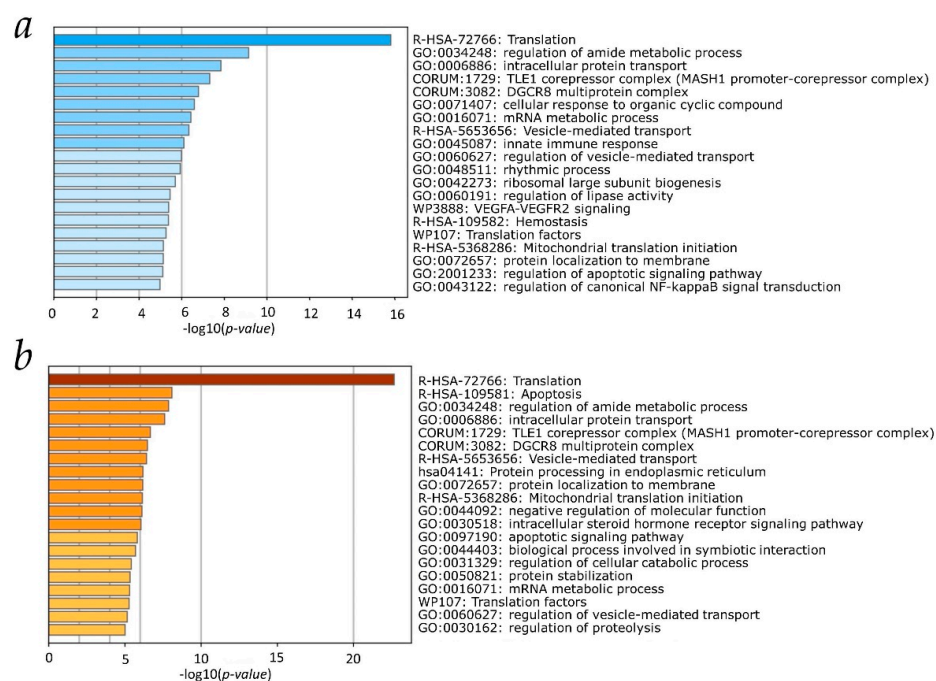 a
R-HSA-72766: Translation
GO:0034248: regulation of amide metabolic process
GO:0006886: intracellular protein transport
CORUM:1729: TLE1 corepressor complex (MASH1 promoter-corepressor complex)
CORUM:3082: DGCR8 multiprotein complex
GO:0071407: cellular response to organic cyclic compound
GO:0016071: mRNA metabolic process
R-HSA-5653656: Vesicle-mediated transport
GO:0045087: innate immune response
GO:0060627: regulation of vesicle-mediated transport
GO:0048511: rhythmic process
GO:0042273: ribosomal large subunit biogenesis
GO:0060191: regulation of lipase activity
WP3888: VEGFA-VEGFR2 signaling
R-HSA-109582: Hemostasis
WP107: Translation factors
R-HSA-5368286: Mitochondrial translation initiation
GO:0072657: protein localization to membrane
GO:2001233: regulation of apoptotic signaling pathway
GO:0043122: regulation of canonical NF-kappaB signal transduction
0 2 4 6 8 10 12 14 16
-log10(p-value)
b
R-HSA-72766: Translation
R-HSA-109581: Apoptosis
GO:0034248: regulation of amide metabolic process
GO:0006886: intracellular protein transport
CORUM:1729: TLE1 corepressor complex (MASH1 promoter-corepressor complex)
CORUM:3082: DGCR8 multiprotein complex
R-HSA-5653656: Vesicle-mediated transport
hsa04141: Protein processing in endoplasmic reticulum
GO:0072657: protein localization to membrane
R-HSA-5368286: Mitochondrial translation initiation
GO:0044092: negative regulation of molecular function
GO:0030518: intracellular steroid hormone receptor signaling pathway
GO:0097190: apoptotic signaling pathway
GO:0044403: biological process involved in symbiotic interaction
GO:0031329: regulation of cellular catabolic process
GO:0050821: protein stabilization
GO:0016071: mRNA metabolic process
WP107: Translation factors
GO:0060627: regulation of vesicle-mediated transport
GO:0030162: regulation of proteolysis
0 5 10 15 20
-log10(p-value)